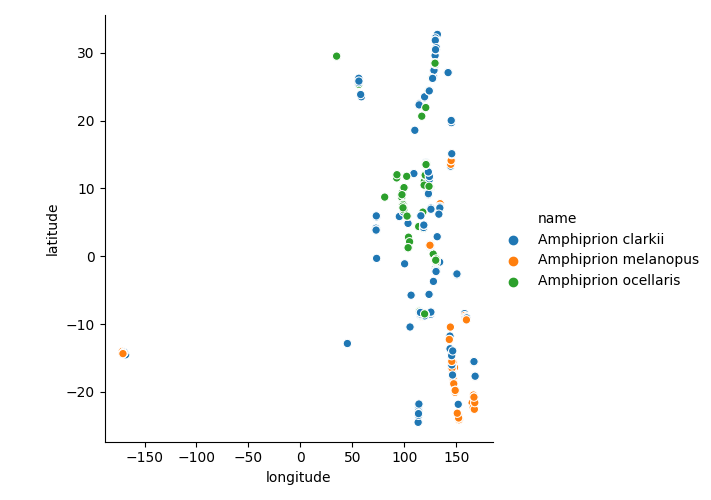 30
20
10
0
−10
−20
latitude
−150
−100
−50
0
50
100
150
longitude
name
Amphiprion clarkii
Amphiprion melanopus
Amphiprion ocellaris